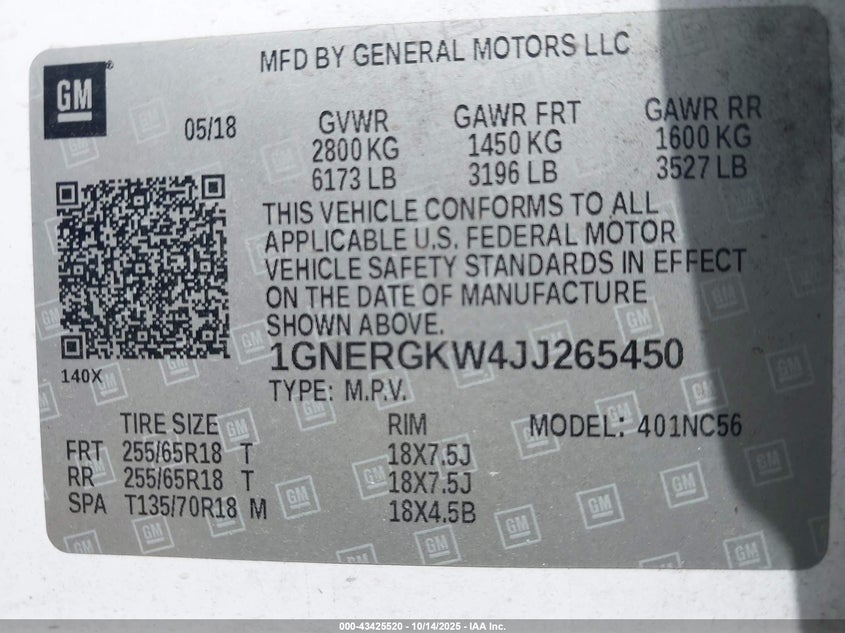 MFD BY GENERAL MOTORS LLC
GM
®
05/18
GVWR GAWR FRT GAWR RR
2800 KG 1450 KG 1600 KG
6173 LB 3196 LB 3527 LB
THIS VEHICLE CONFORMS TO ALL
APPLICABLE U.S. FEDERAL MOTOR
VEHICLE SAFETY STANDARDS IN EFFECT
ON THE DATE OF MANUFACTURE
SHOWN ABOVE.
1GNERGKW4JJ265450
140X
TYPE: M.P.V.
TIRE SIZE RIM MODEL: 401NC56
FRT 255/65R18 T 18X7.5J
RR 255/65R18 T 18X7.5J
SPA T135/70R18 M 18X4.5B
000-43425520 - 10/14/2025 - IAA Inc.